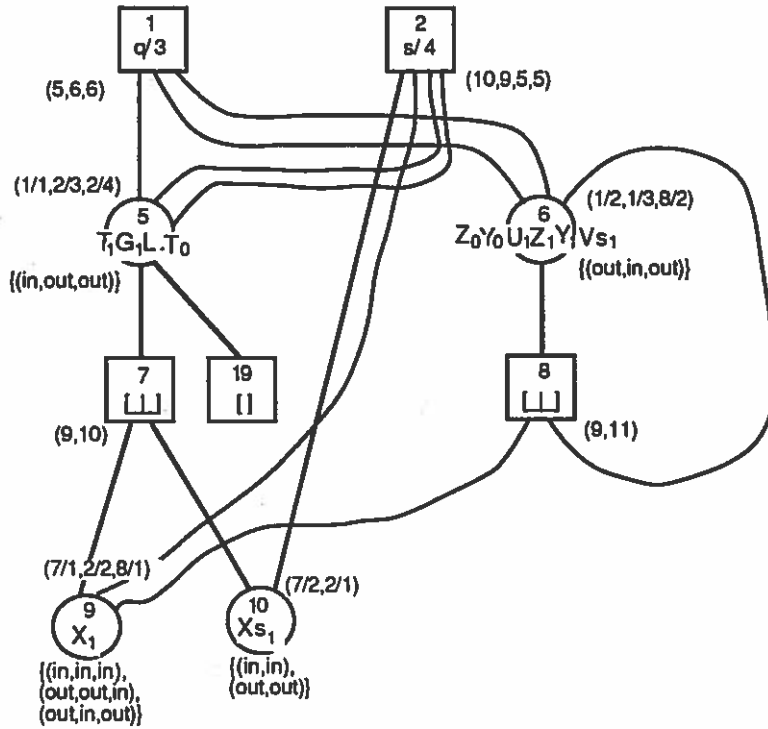 1
q/3
2
s/4
(5,6,6)
(10,9,5,5)
(1/1,2/3,2/4)
5
T₁G₁L.T₀
{(in,out,out)}
6
Z₀Y₀U₁Z₁Y₁Vs₁
(1/2,1/3,8/2)
{(out,in,out)}
7
[_|_]
19
[ ]
8
[_|_]
(9,10)
(9,11)
(7/1,2/2,8/1)
9
X₁
{(in,in,in),
(out,out,in),
(out,in,out)}
(7/2,2/1)
10
Xs₁
{(in,in),
(out,out)}